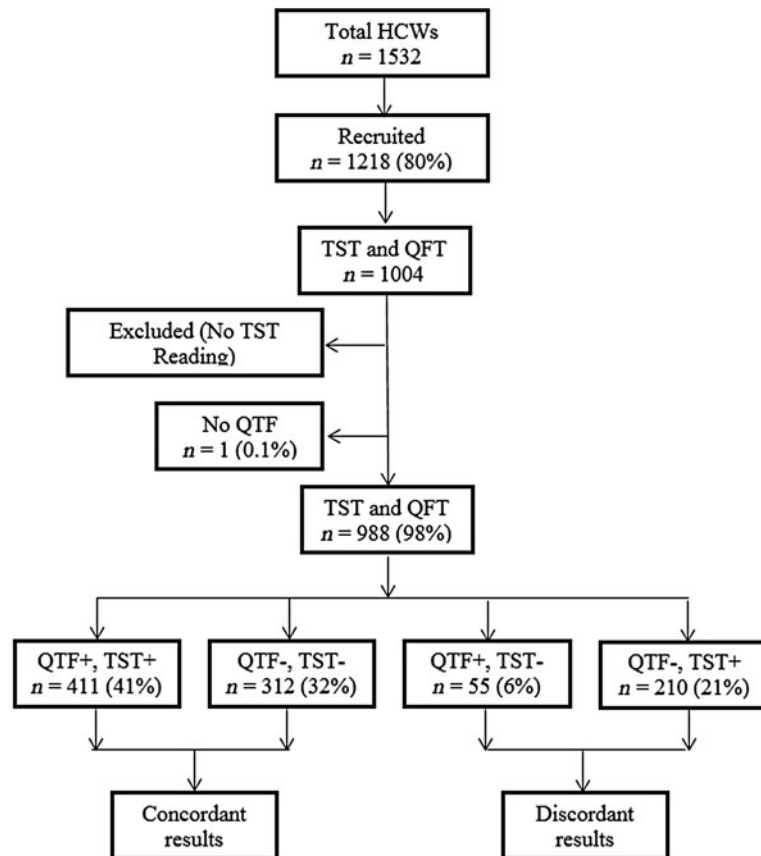 Total HCWs
n = 1532
Recruited
n = 1218 (80%)
TST and QFT
n = 1004
Excluded (No TST
Reading)
No QTF
n = 1 (0.1%)
TST and QFT
n = 988 (98%)
QTF+, TST+
n = 411 (41%)
QTF-, TST-
n = 312 (32%)
QTF+, TST-
n = 55 (6%)
QTF-, TST+
n = 210 (21%)
Concordant
results
Discordant
results